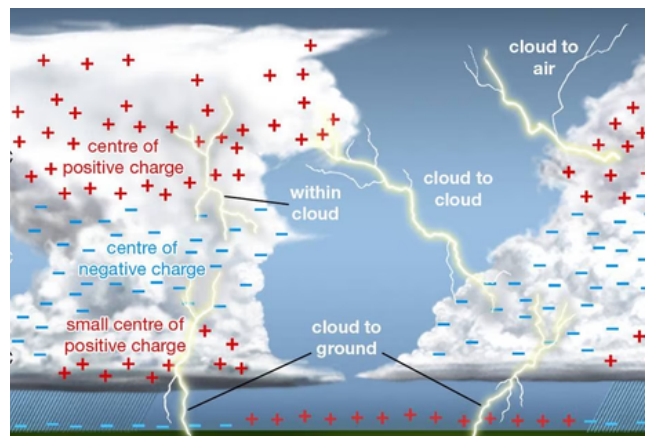 cloud to
air
centre of
positive charge
within
cloud
cloud to
cloud
centre of
negative charge
small centre of
positive charge
cloud to
ground